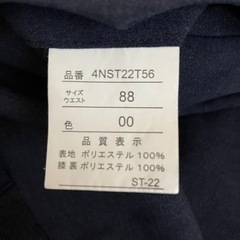 品番 4NST22T56
サイズ
ウエスト 88
色 00
品質表示
表地 ポリエステル 100%
膝裏 ポリエステル 100%
ST-22